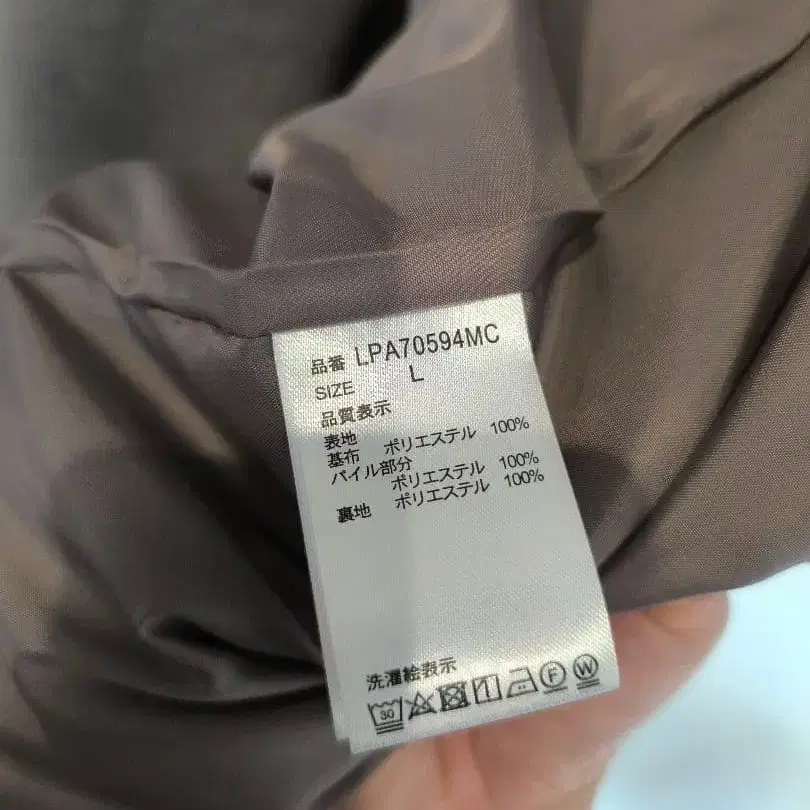 品番 LPA70594MC
SIZE L
品質表示
表地
基布 ポリエステル 100%
パイル部分
ポリエステル 100%
裏地 ポリエステル 100%
洗濯絵表示
30 F W